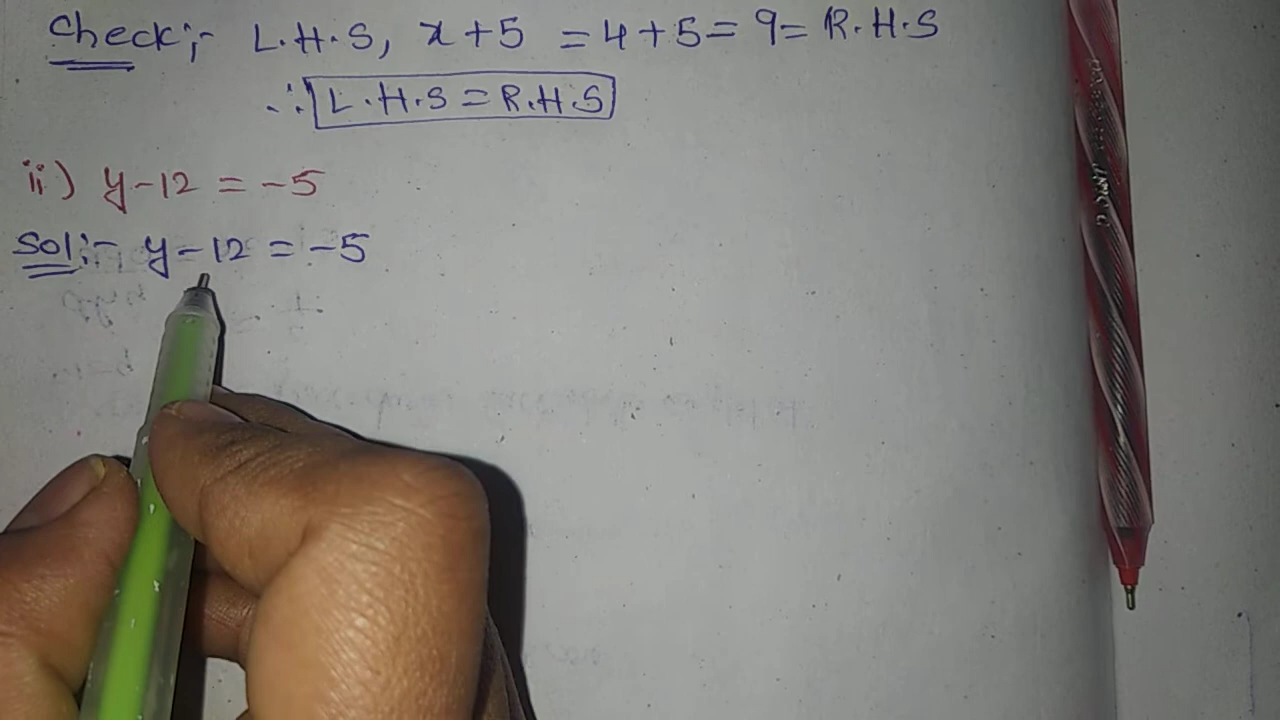 Check:- L.H.S, x+5 = 4+5 = 9 = R.H.S
∴ L.H.S = R.H.S
ii) y-12 = -5
Sol:- y-12 = -5